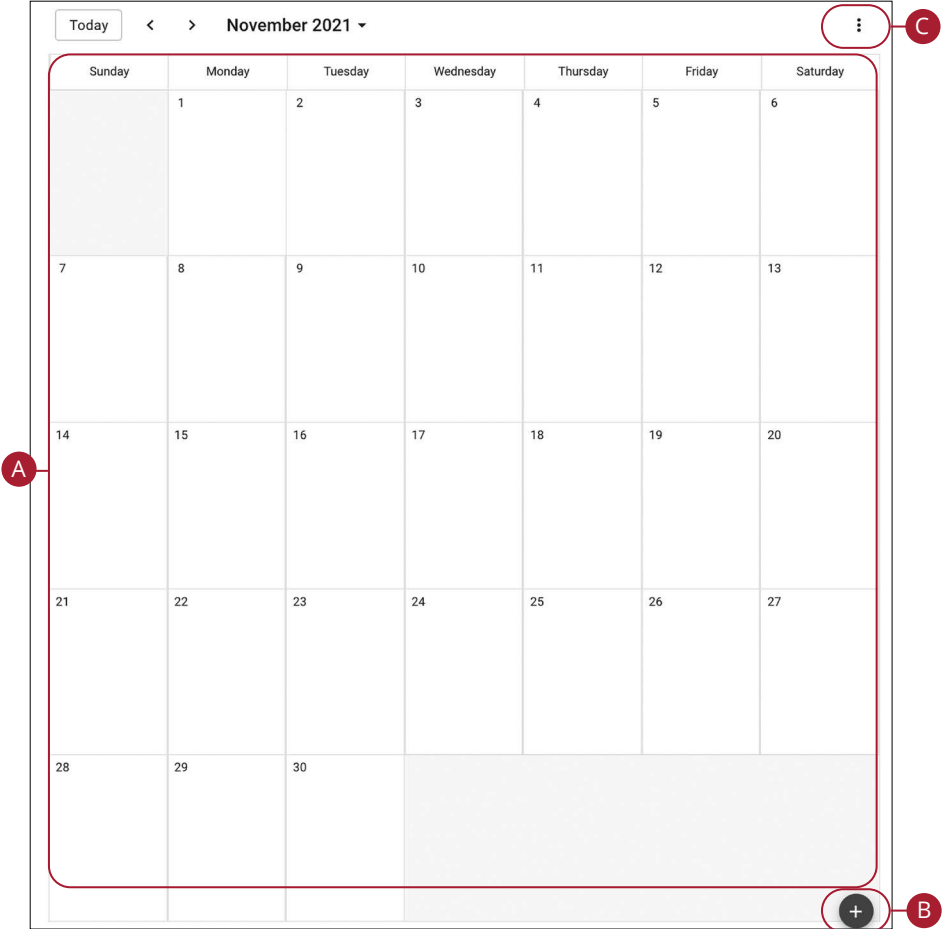 Today < > November 2021
C
Sunday Monday Tuesday Wednesday Thursday Friday Saturday
1 2 3 4 5 6
7 8 9 10 11 12 13
14 15 16 17 18 19 20
A
21 22 23 24 25 26 27
28 29 30
+ B